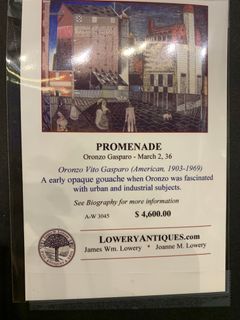 PROMENADE
Oronzo Gasparo - March 2, 36
Oronzo Vito Gasparo (American, 1903-1969)
A early opaque gouache when Oronzo was fascinated
with urban and industrial subjects.
See Biography for more information
A-W 3045 $ 4,600.00
LOWERYANTIQUES.com
James Wm. Lowery * Joanne M. Lowery